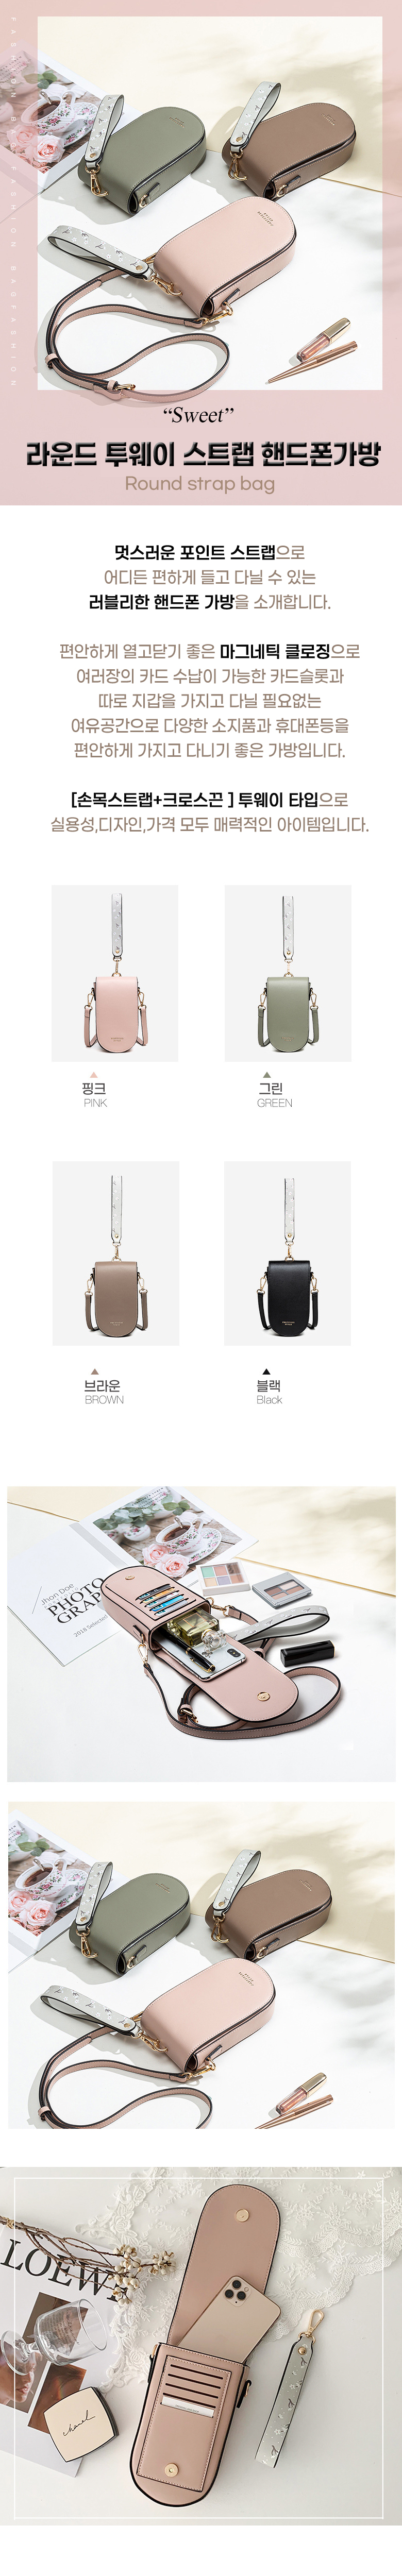 FASHION BAG FASHION BAGFASHION
“Sweet”
라운드 투웨이 스트랩 핸드폰가방
Round strap bag
멋스러운 포인트 스트랩으로
어디든 편하게 들고 다닐 수 있는
러블리한 핸드폰 가방을 소개합니다.
편안하게 열고닫기 좋은 마그네틱 클로징으로
여러장의 카드 수납이 가능한 카드슬롯과
따로 지갑을 가지고 다닐 필요없는
여유공간으로 다양한 소지품과 휴대폰등을
편안하게 가지고 다니기 좋은 가방입니다.
[손목스트랩+크로스끈 ] 투웨이 타입으로
실용성,디자인,가격 모두 매력적인 아이템입니다.
핑크
PINK
그린
GREEN
브라운
BROWN
블랙
Black
Jhon Doe
PHOTO
GRAP
2018 Selected
LOEWE
chanel